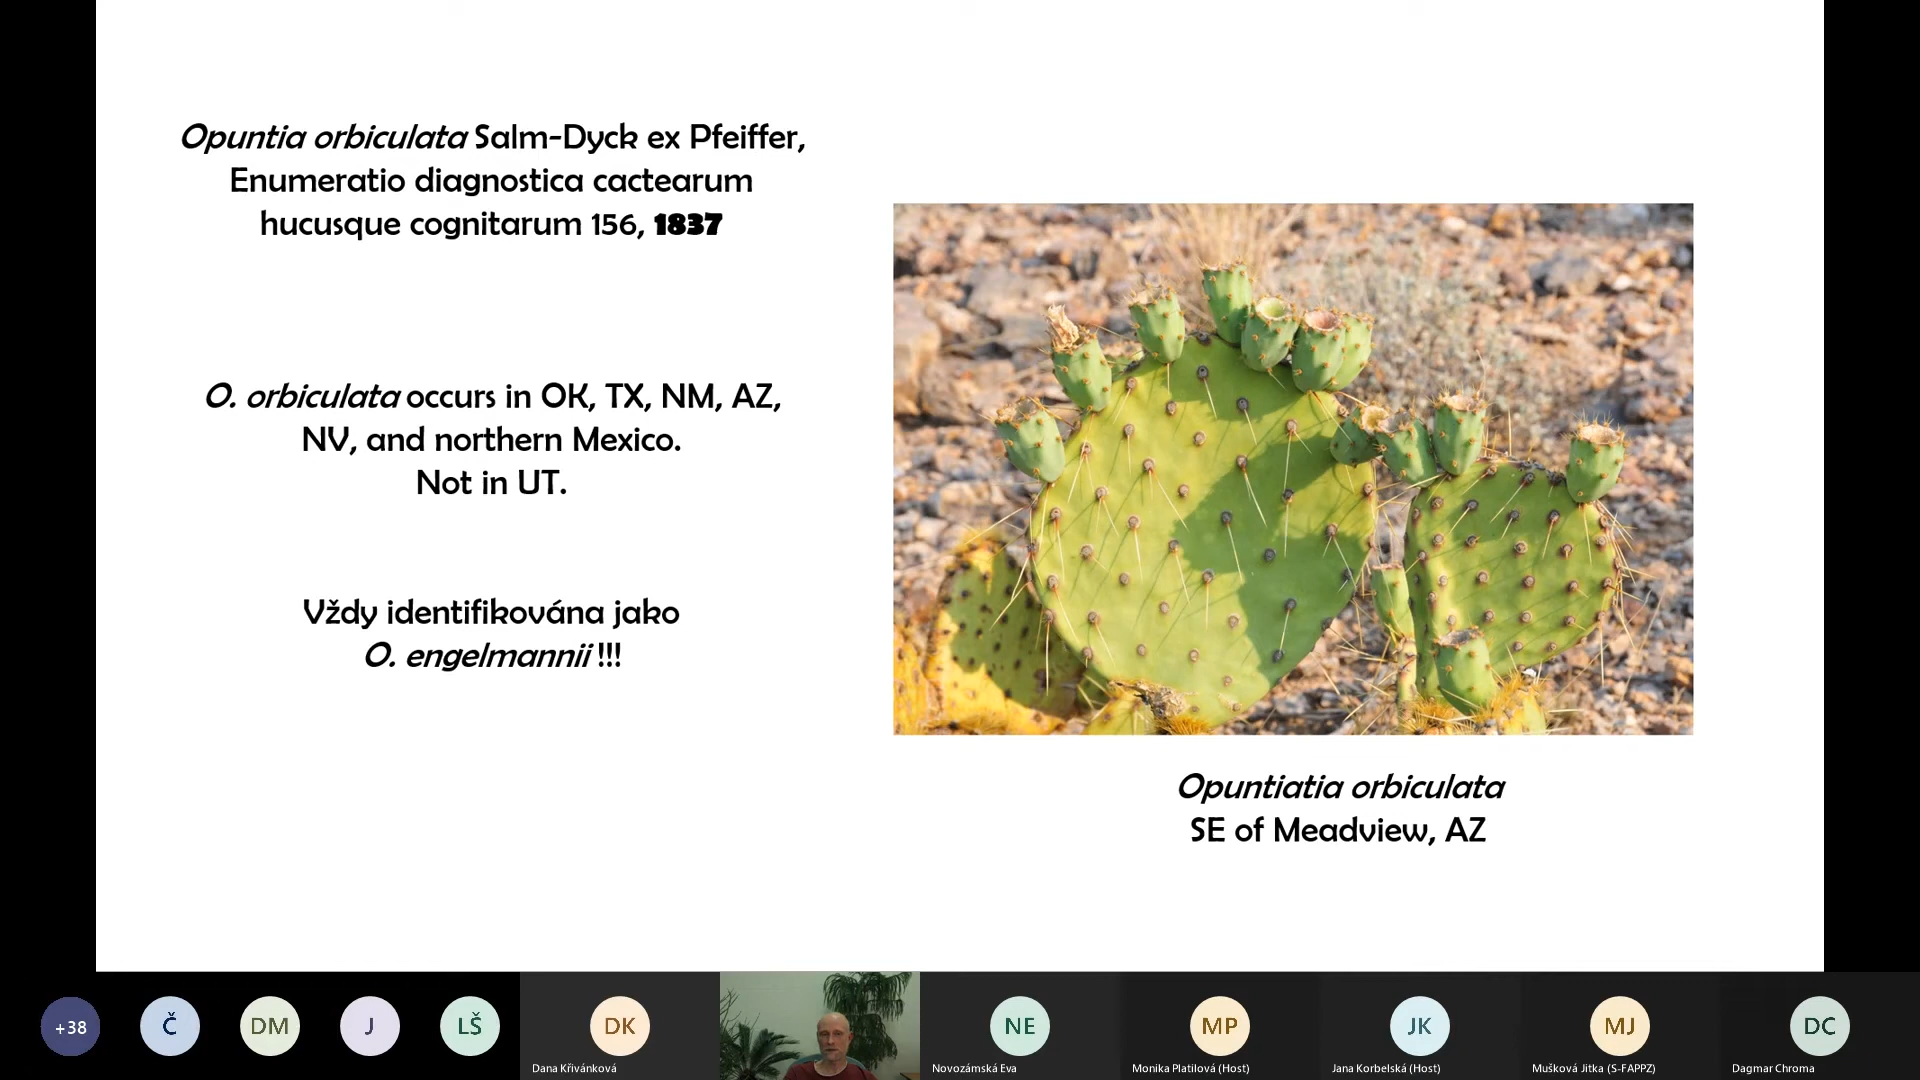 Opuntia orbiculata Salm-Dyck ex Pfeiffer,
Enumeratio diagnostica cactearum
hucusque cognitarum 156, 1837
O. orbiculata occurs in OK, TX, NM, AZ,
NV, and northern Mexico.
Not in UT.
Vždy identifikována jako
O. engelmannii !!!
Opuntiatia orbiculata
SE of Meadview, AZ
+38
Č
DM
J
LŠ
DK
NE
MP
JK
MJ
DC
Dana Křivánková
Novozámská Eva
Monika Platilová (Host)
Jana Korbelská (Host)
Mušková Jitka (S-FAPPZ)
Dagmar Chroma